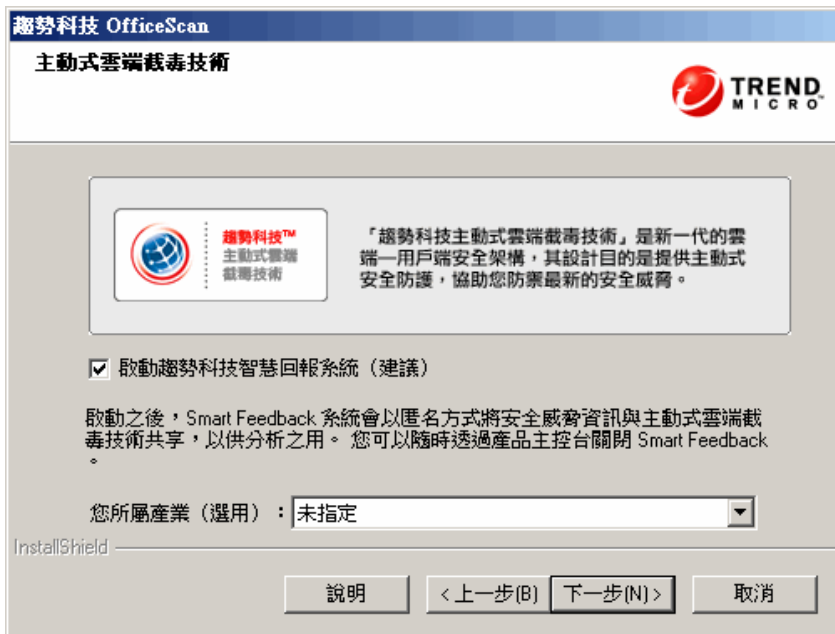 趨勢科技 OfficeScan
主動式雲端截毒技術
TREND
MICRO™
趨勢科技™
主動式雲端
截毒技術
「趨勢科技主動式雲端截毒技術」是新一代的雲
端—用戶端安全架構，其設計目的是提供主動式
安全防護，協助您防禦最新的安全威脅。
啟動趨勢科技智慧回報系統（建議）
啟動之後，Smart Feedback 系統會以匿名方式將安全威脅資訊與主動式雲端截
毒技術共享，以供分析之用。 您可以隨時透過產品主控台關閉 Smart Feedback
。
您所屬產業（選用）：未指定
InstallShield
說明
<上一步(B)
下一步(N)>
取消